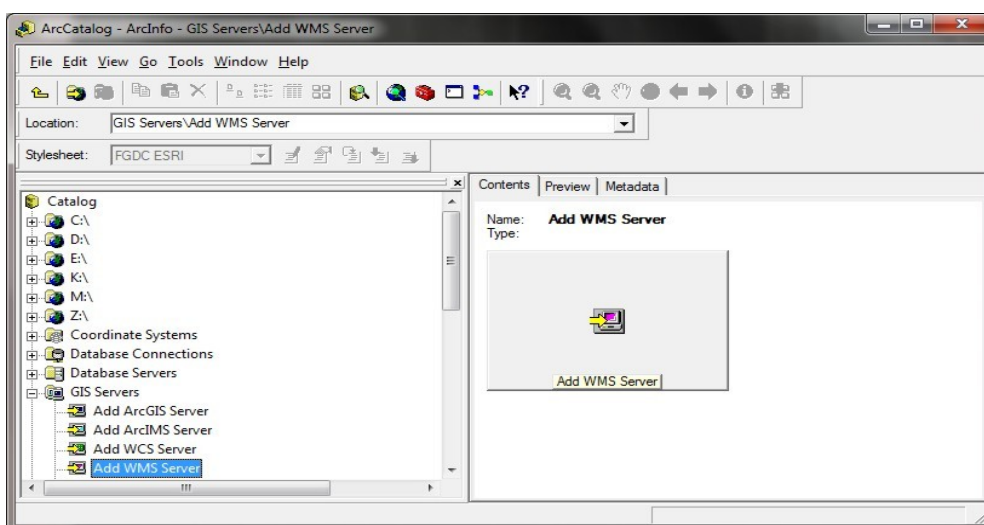 ArcCatalog - ArcInfo - GIS Servers\Add WMS Server
File Edit View Go Tools Window Help
Location: GIS Servers\Add WMS Server
Stylesheet: FGDC ESRI
Contents Preview Metadata
Catalog
C:\
D:\
E:\
K:\
M:\
Z:\
Coordinate Systems
Database Connections
Database Servers
GIS Servers
Add ArcGIS Server
Add ArcIMS Server
Add WCS Server
Add WMS Server
Name: Add WMS Server
Type:
Add WMS Server